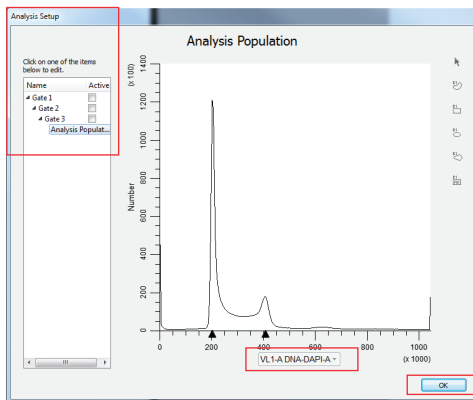 Analysis Setup
Analysis Population
Click on one of the items
below to edit.
Name Active
Gate 1
Gate 2
Gate 3
Analysis Populat...
(x 100)
1400
1200
1000
800
600
400
200
0
Number
0 200 400 600 800 1000
(x 1000)
VL1-A DNA-DAPI-A
OK